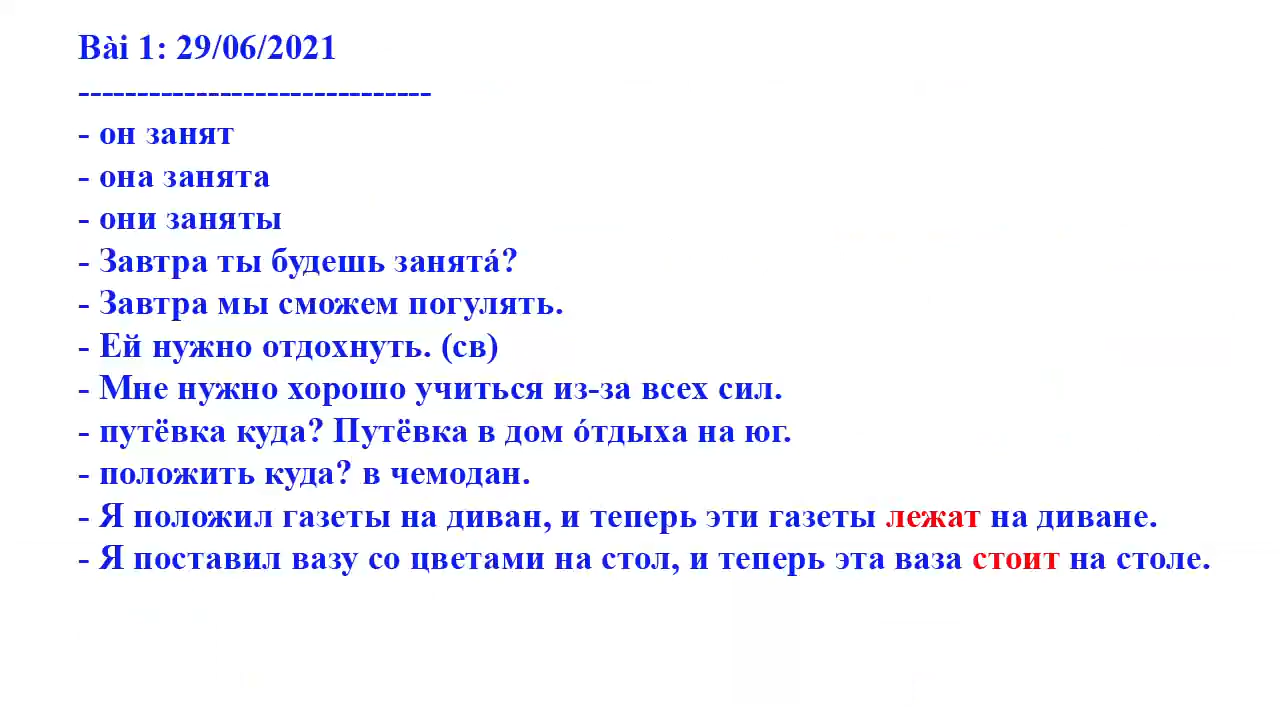 Bài 1: 29/06/2021
------------------------------
- он занят
- она занята
- они заняты
- Завтра ты будешь занята́?
- Завтра мы сможем погулять.
- Ей нужно отдохнуть. (св)
- Мне нужно хорошо учиться из-за всех сил.
- путёвка куда? Путёвка в дом о́тдыха на юг.
- положить куда? в чемодан.
- Я положил газеты на диван, и теперь эти газеты лежат на диване.
- Я поставил вазу со цветами на стол, и теперь эта ваза стоит на столе.